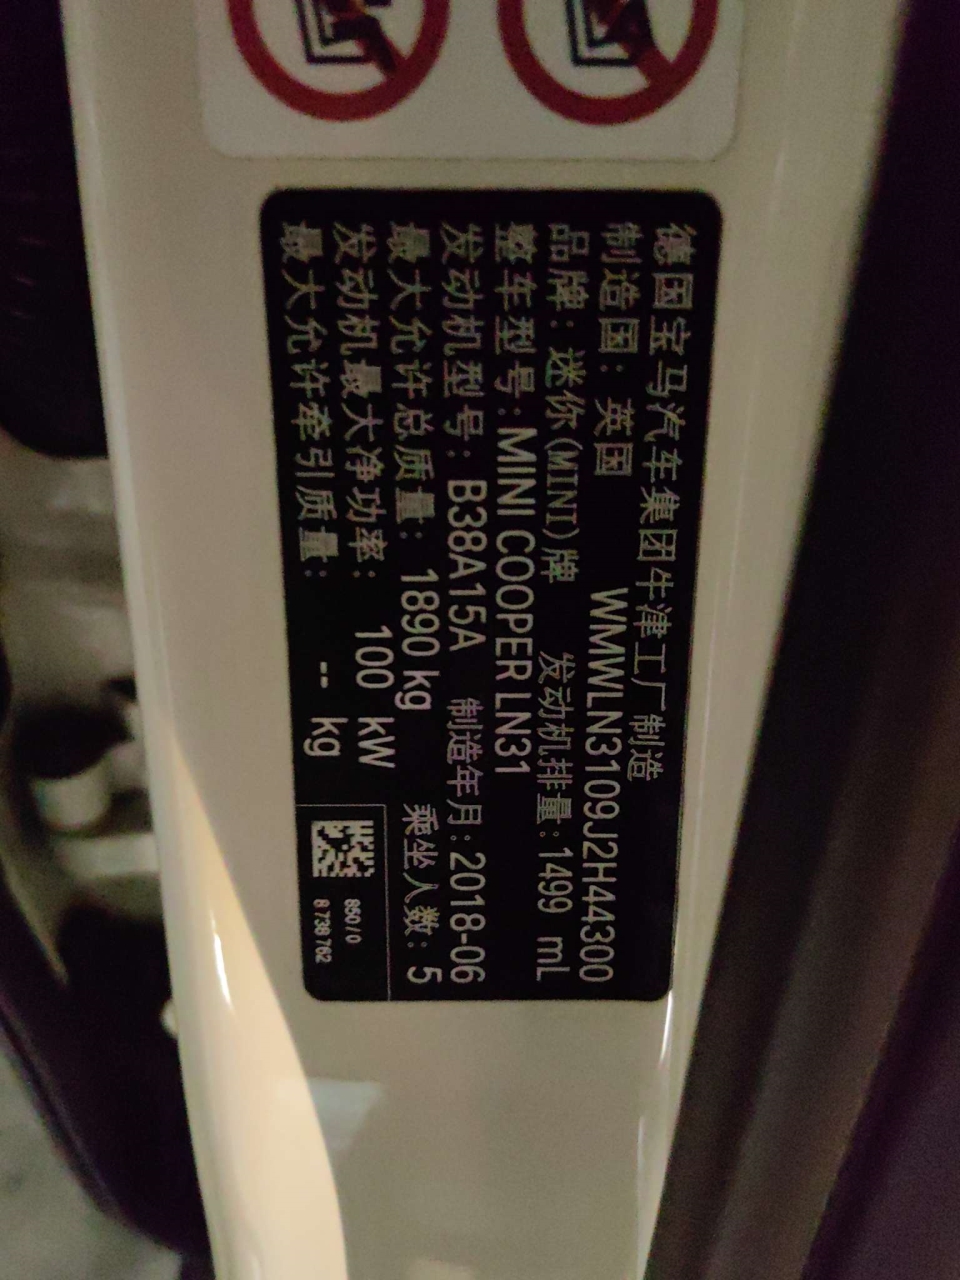 德国宝马汽车集团牛津工厂制造
制造国：英国 WMWLN3109J2H44300
品牌：迷你(MINI)牌 发动机排量：1499 mL
整车型号：MINI COOPER LN31
发动机型号：B38A15A 制造年月：2018-06
最大允许总质量：1890 kg 乘坐人数：5
发动机最大净功率：100 kW
最大允许牵引质量：-- kg
850/0
8 738 762